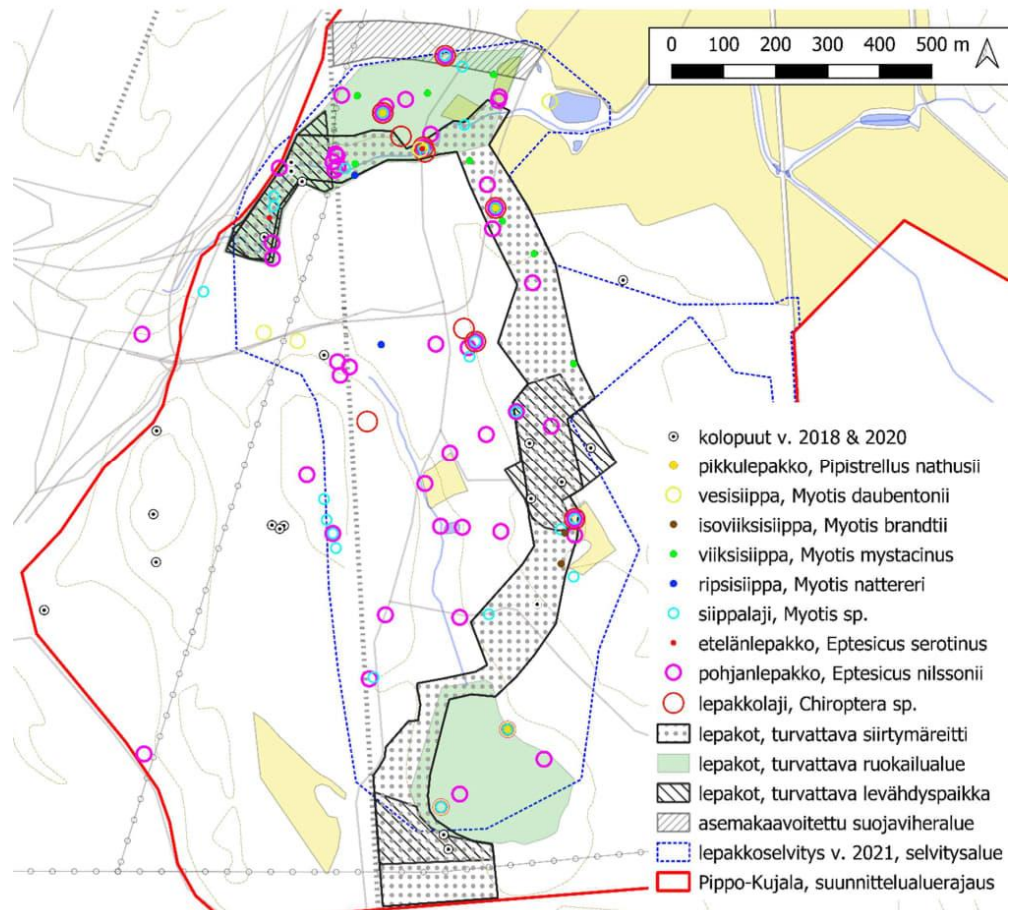 0 100 200 300 400 500 m
kolopuut v. 2018 & 2020
pikkulepakko, Pipistrellus nathusii
vesisiippa, Myotis daubentonii
isoviiksisiippa, Myotis brandtii
viiksisiippa, Myotis mystacinus
ripsisiippa, Myotis nattereri
siippalaji, Myotis sp.
etelänlepakko, Eptesicus serotinus
pohjanlepakko, Eptesicus nilssonii
lepakkolaji, Chiroptera sp.
lepakot, turvattava siirtymäreitti
lepakot, turvattava ruokailualue
lepakot, turvattava levähdyspaikka
asemakaavoitettu suojaviheralue
lepakkoselvitys v. 2021, selvitysalue
Pippo-Kujala, suunnittelualuerajaus